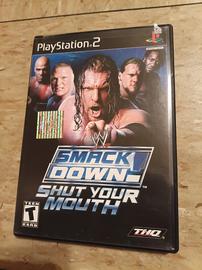 PlayStation 2
SMACK
DOWN!
SHUT YOUR
MOUTH
TEEN
T
THQ